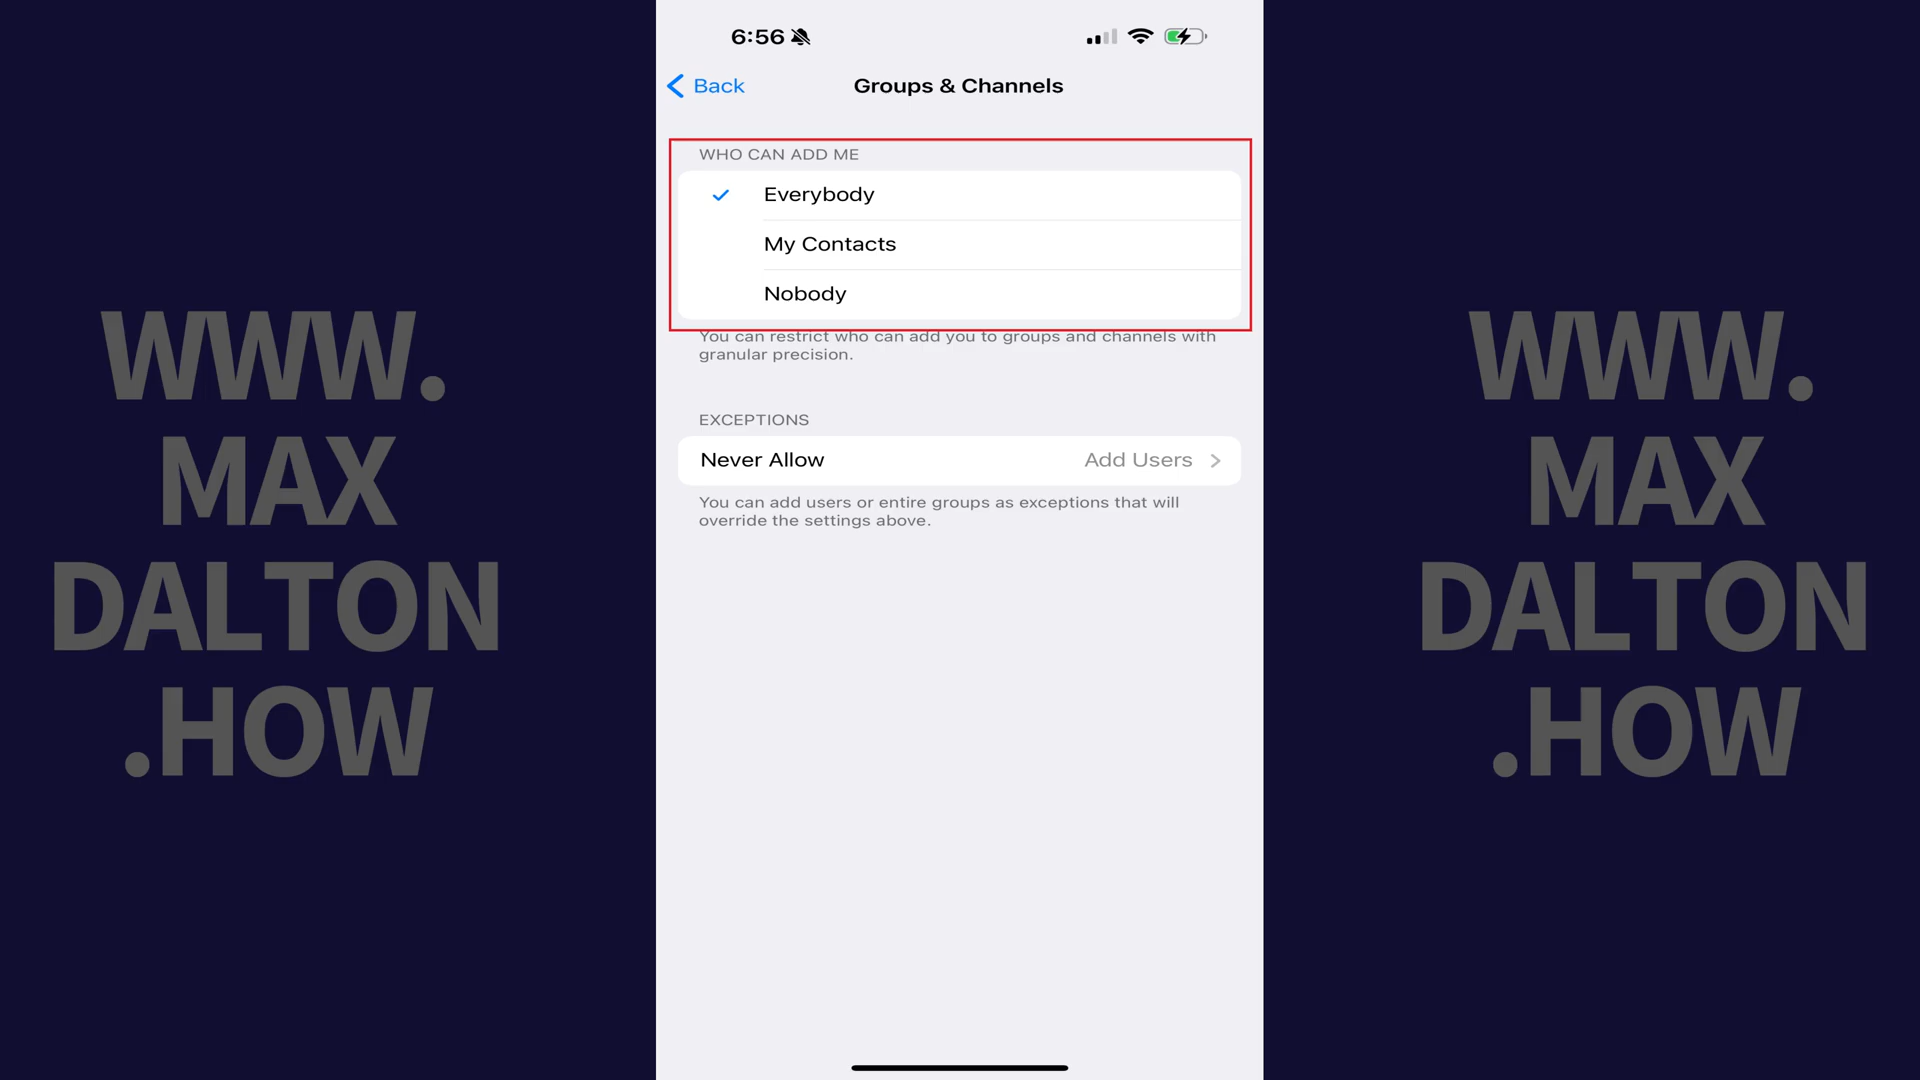 WWW.
MAX
DALTON
.HOW
6:56
Back
Groups & Channels
WHO CAN ADD ME
Everybody
My Contacts
Nobody
You can restrict who can add you to groups and channels with
granular precision.
EXCEPTIONS
Never Allow Add Users
You can add users or entire groups as exceptions that will
override the settings above.
WWW.
MAX
DALTON
.HOW